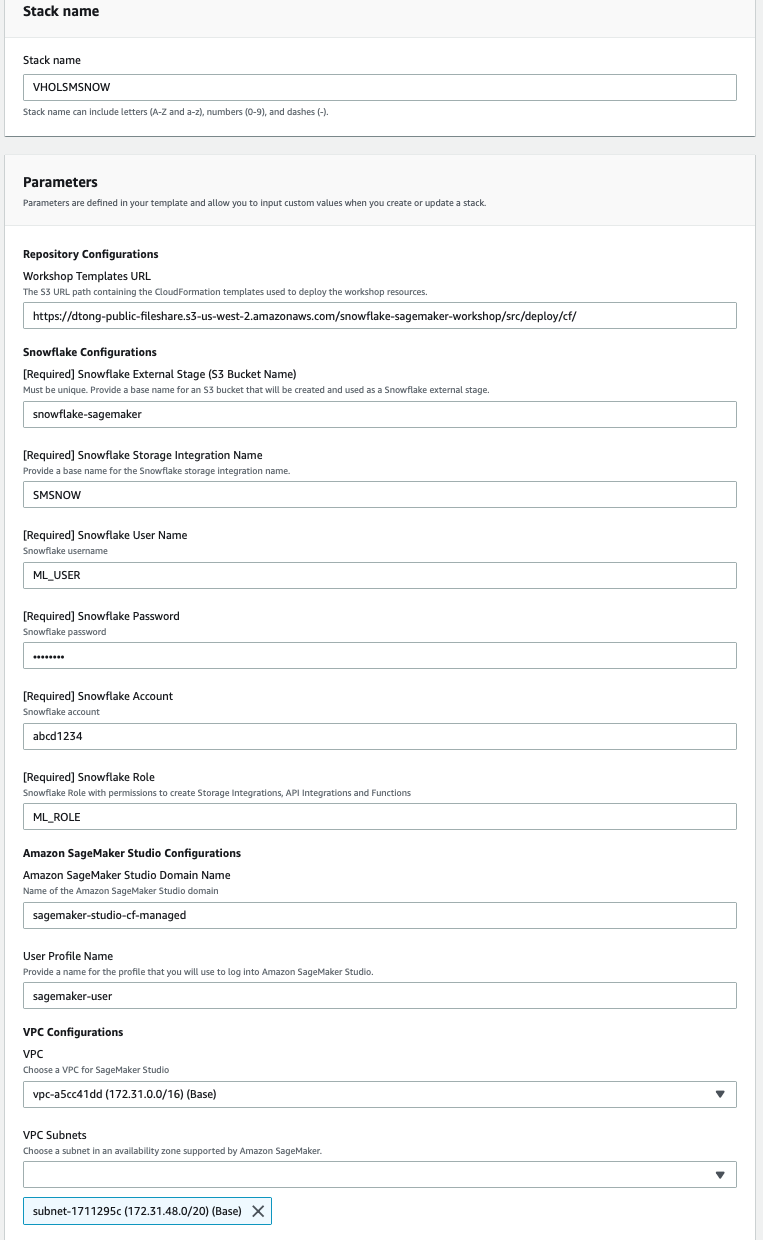 Stack name
Stack name
VHOLSMSNOW
Stack name can include letters (A-Z and a-z), numbers (0-9), and dashes (-).
Parameters
Parameters are defined in your template and allow you to input custom values when you create or update a stack.
Repository Configurations
Workshop Templates URL
The S3 URL path containing the CloudFormation templates used to deploy the workshop resources.
https://dtong-public-fileshare.s3-us-west-2.amazonaws.com/snowflake-sagemaker-workshop/src/deploy/cf/
Snowflake Configurations
[Required] Snowflake External Stage (S3 Bucket Name)
Must be unique. Provide a base name for an S3 bucket that will be created and used as a Snowflake external stage.
snowflake-sagemaker
[Required] Snowflake Storage Integration Name
Provide a base name for the Snowflake storage integration name.
SMSNOW
[Required] Snowflake User Name
Snowflake username
ML_USER
[Required] Snowflake Password
Snowflake password
••••••••
[Required] Snowflake Account
Snowflake account
abcd1234
[Required] Snowflake Role
Snowflake Role with permissions to create Storage Integrations, API Integrations and Functions
ML_ROLE
Amazon SageMaker Studio Configurations
Amazon SageMaker Studio Domain Name
Name of the Amazon SageMaker Studio domain
sagemaker-studio-cf-managed
User Profile Name
Provide a name for the profile that you will use to log into Amazon SageMaker Studio.
sagemaker-user
VPC Configurations
VPC
Choose a VPC for SageMaker Studio
vpc-a5cc41dd (172.31.0.0/16) (Base)
VPC Subnets
Choose a subnet in an availability zone supported by Amazon SageMaker.
subnet-1711295c (172.31.48.0/20) (Base)